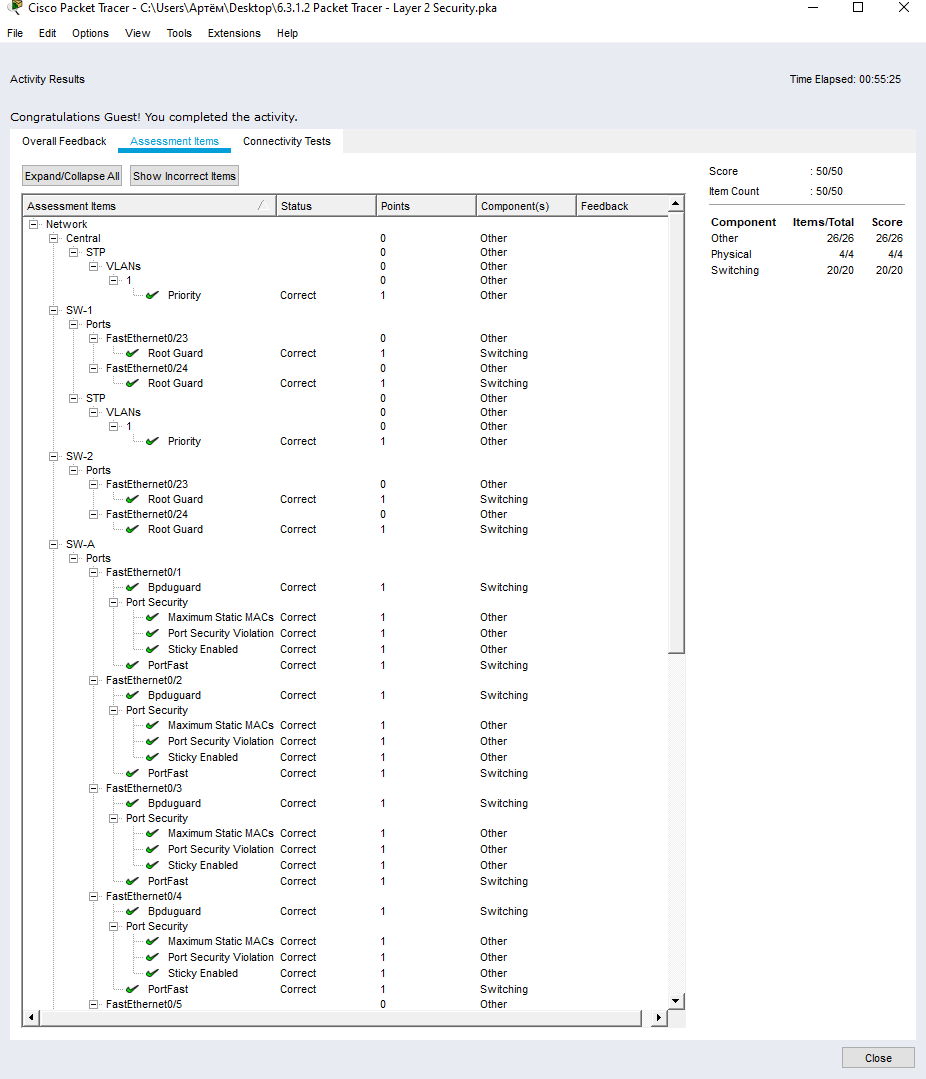 Cisco Packet Tracer - C:\Users\Артём\Desktop\6.3.1.2 Packet Tracer - Layer 2 Security.pka
File Edit Options View Tools Extensions Help
Activity Results Time Elapsed: 00:55:25
Congratulations Guest! You completed the activity.
Overall Feedback Assessment Items Connectivity Tests
Expand/Collapse All Show Incorrect Items
Assessment Items Status Points Component(s) Feedback
Network
Central 0 Other
STP 0 Other
VLANs 0 Other
1 0 Other
Priority Correct 1 Other
SW-1
Ports
FastEthernet0/23 0 Other
Root Guard Correct 1 Switching
FastEthernet0/24 0 Other
Root Guard Correct 1 Switching
STP 0 Other
VLANs 0 Other
1 0 Other
Priority Correct 1 Other
SW-2
Ports
FastEthernet0/23 0 Other
Root Guard Correct 1 Switching
FastEthernet0/24 0 Other
Root Guard Correct 1 Switching
SW-A
Ports
FastEthernet0/1
Bpduguard Correct 1 Switching
Port Security
Maximum Static MACs Correct 1 Other
Port Security Violation Correct 1 Other
Sticky Enabled Correct 1 Other
PortFast Correct 1 Switching
FastEthernet0/2
Bpduguard Correct 1 Switching
Port Security
Maximum Static MACs Correct 1 Other
Port Security Violation Correct 1 Other
Sticky Enabled Correct 1 Other
PortFast Correct 1 Switching
FastEthernet0/3
Bpduguard Correct 1 Switching
Port Security
Maximum Static MACs Correct 1 Other
Port Security Violation Correct 1 Other
Sticky Enabled Correct 1 Other
PortFast Correct 1 Switching
FastEthernet0/4
Bpduguard Correct 1 Switching
Port Security
Maximum Static MACs Correct 1 Other
Port Security Violation Correct 1 Other
Sticky Enabled Correct 1 Other
PortFast Correct 1 Switching
FastEthernet0/5 0 Other
Score : 50/50
Item Count : 50/50
Component Items/Total Score
Other 26/26 26/26
Physical 4/4 4/4
Switching 20/20 20/20
Close